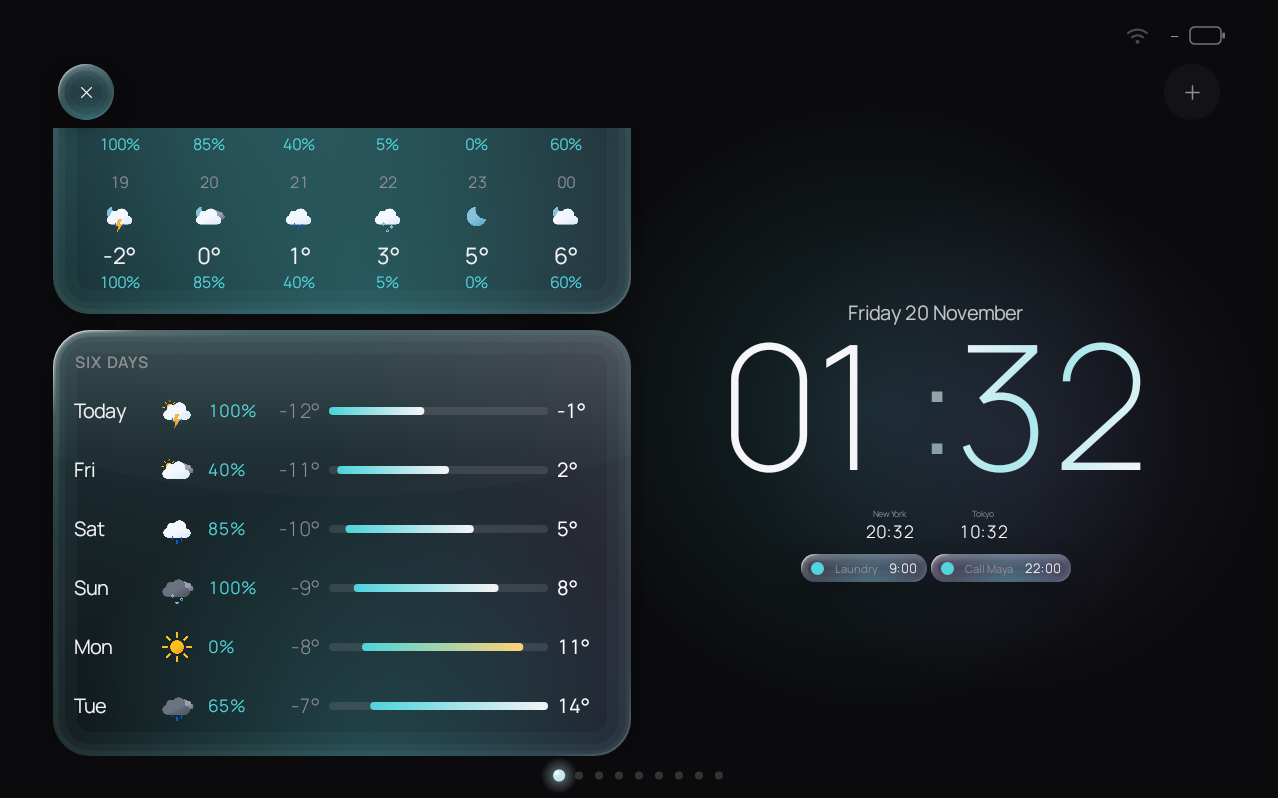 –
100% 85% 40% 5% 0% 60%
19 20 21 22 23 00
-2° 0° 1° 3° 5° 6°
100% 85% 40% 5% 0% 60%
SIX DAYS
Today 100% -12° -1°
Fri 40% -11° 2°
Sat 85% -10° 5°
Sun 100% -9° 8°
Mon 0% -8° 11°
Tue 65% -7° 14°
Friday 20 November
01:32
New York Tokyo
20:32 10:32
Laundry 9:00 Call Maya 22:00